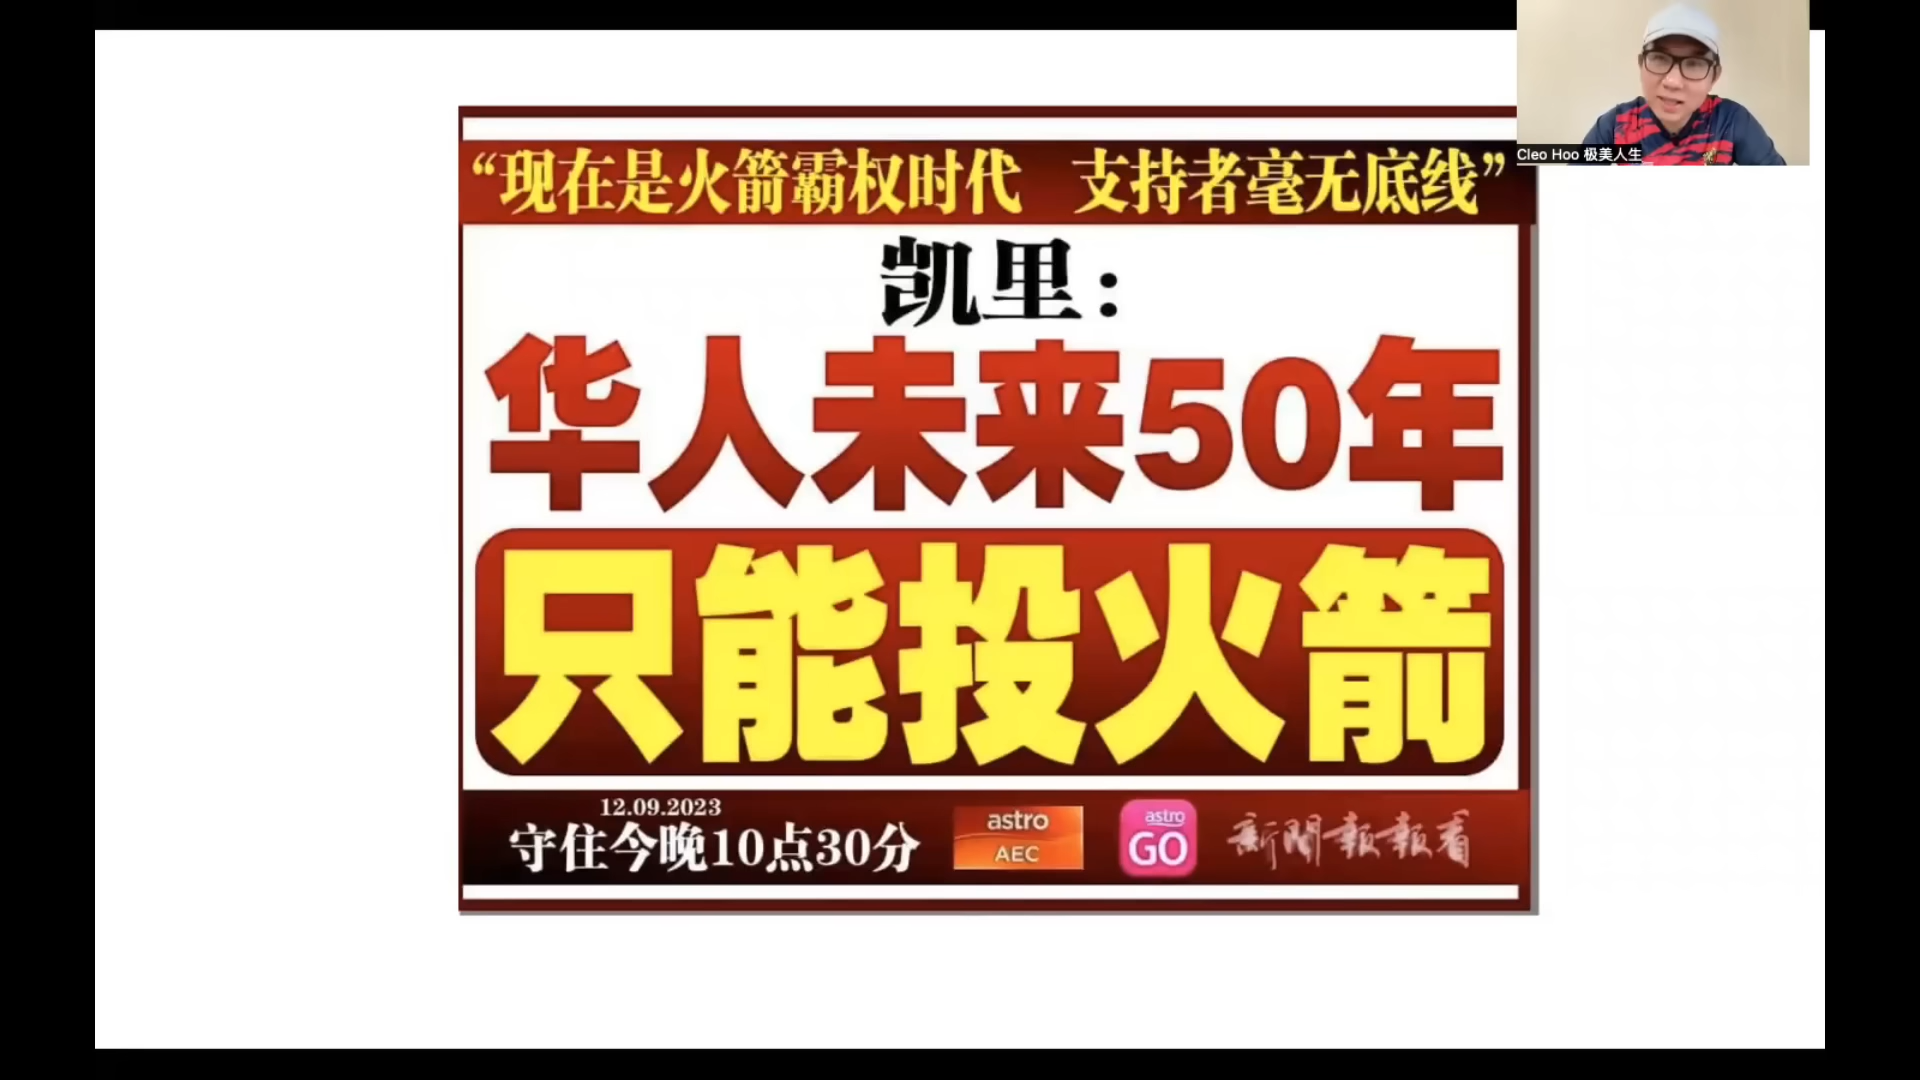 Cleo Hoo 极美人生
“现在是火箭霸权时代 支持者毫无底线”
凯里：
华人未来50年
只能投火箭
12.09.2023
守住今晚10点30分
astro
AEC
astro
GO
新聞報報看